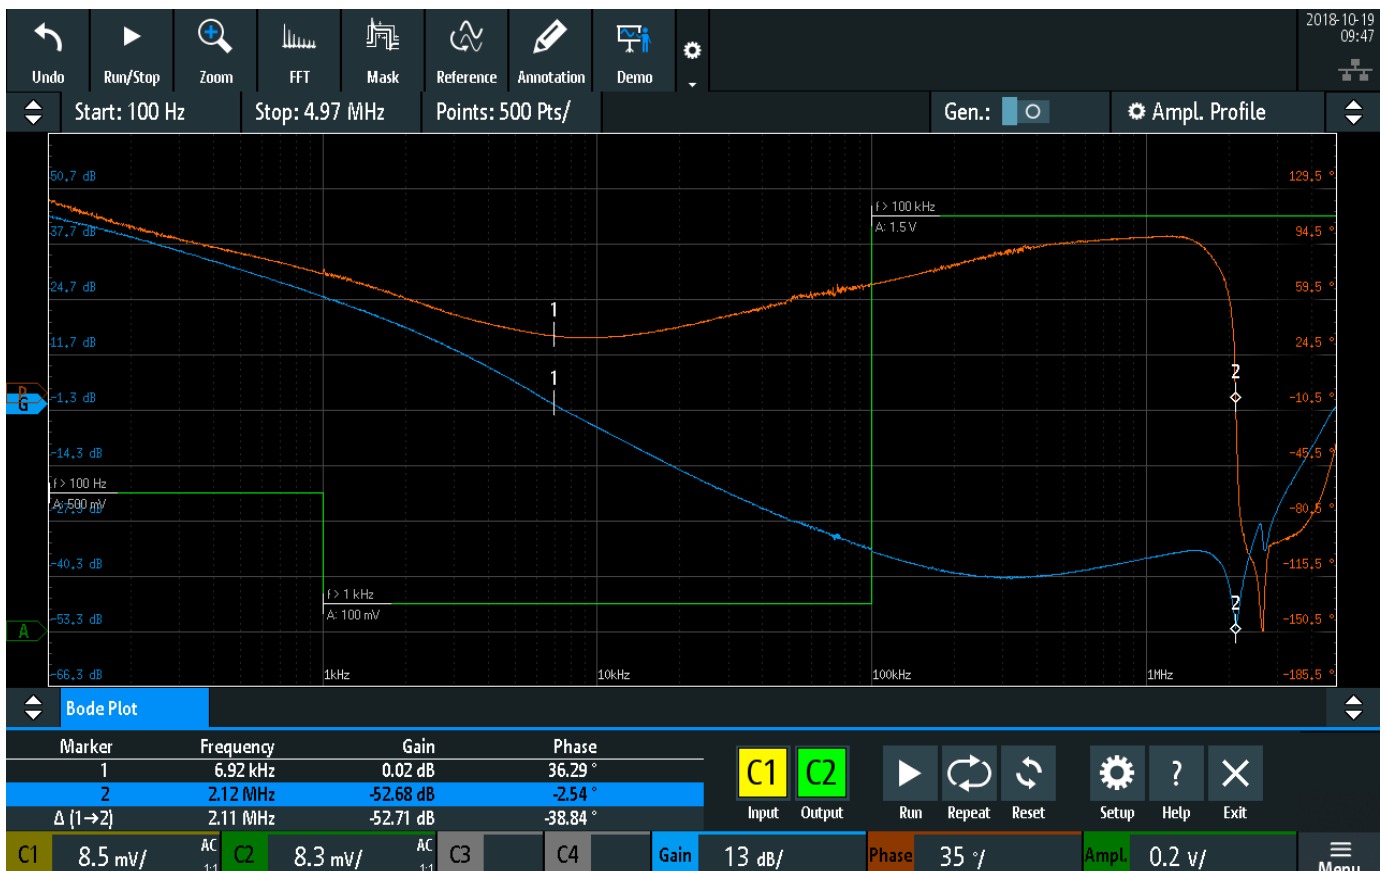 2018-10-19
09:47
Undo Run/Stop Zoom FFT Mask Reference Annotation Demo
Start: 100 Hz Stop: 4.97 MHz Points: 500 Pts/ Gen.: Ampl. Profile
50.7 dB 129.5 °
f> 100 kHz
A: 1.5 V
37.7 dB 94.5 °
24.7 dB 59.5 °
1
11.7 dB 24.5 °
1 2
G -1.3 dB -10.5 °
-14.3 dB -45.5 °
f> 100 Hz
A: 500 mV
-27.3 dB -80.5 °
-40.3 dB -115.5 °
f> 1 kHz
A: 100 mV
2
A -53.3 dB -150.5 °
-66.3 dB 1kHz 10kHz 100kHz 1MHz -185.5 °
Bode Plot
Marker Frequency Gain Phase
1 6.92 kHz 0.02 dB 36.29 °
2 2.12 MHz -52.68 dB -2.54 °
Δ (1→2) 2.11 MHz -52.71 dB -38.84 °
C1 C2
Input Output Run Repeat Reset Setup Help Exit
?
C1 8.5 mV/ AC 1:1 C2 8.3 mV/ AC 1:1 C3 C4 Gain 13 dB/ Phase 35 °/ Ampl. 0.2 V/ Menu